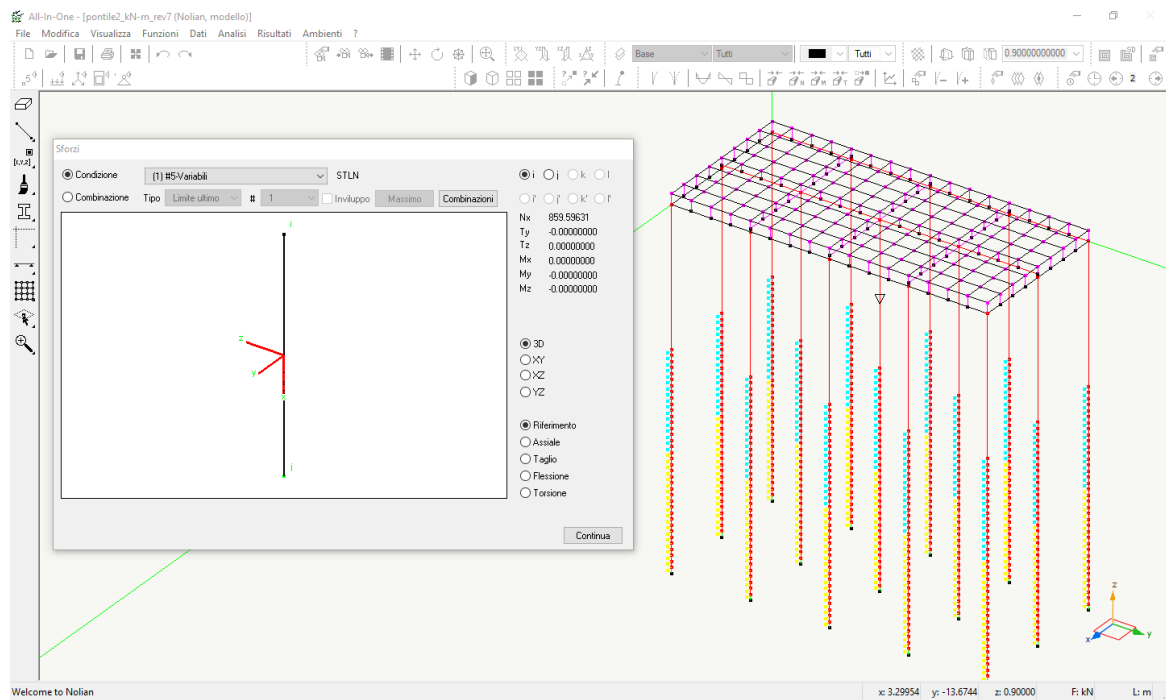 All-In-One - [pontile2_kN-m_rev7 (Nolian, modello)]
File Modifica Visualizza Funzioni Dati Analisi Risultati Ambienti ?
Base Tutti Tutti 0.90000000000
2
[x,y,z]
Sforzi
Condizione (1) #5-Variabili STLN i j k l
Combinazione Tipo Limite ultimo # 1 Inviluppo Massimo Combinazioni i' j' k' l'
Nx 859.59631
Ty -0.00000000
Tz 0.00000000
Mx 0.00000000
My -0.00000000
Mz -0.00000000
i
z
y
x
j
3D
XY
XZ
YZ
Riferimento
Assiale
Taglio
Flessione
Torsione
Continua
z
x y
Welcome to Nolian x: 3.29954 y: -13.6744 z: 0.90000 F: kN L: m